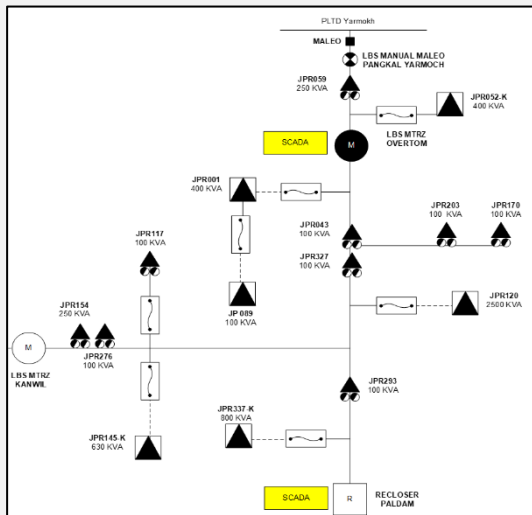 PLTD Yarmokh
MALEO
LBS MANUAL MALEO
PANGKAL YARMOCH
JPR059
250 KVA
JPR052-K
400 KVA
SCADA
M
LBS MTRZ
OVERTOM
JPR001
400 KVA
JPR203
100 KVA
JPR170
100 KVA
JPR043
100 KVA
JPR117
100 KVA
JPR327
100 KVA
JP 089
100 KVA
JPR120
2500 KVA
JPR154
250 KVA
M
JPR276
100 KVA
LBS MTRZ
KANWIL
JPR293
100 KVA
JPR337-K
800 KVA
JPR145-K
630 KVA
SCADA
R
RECLOSER
PALDAM